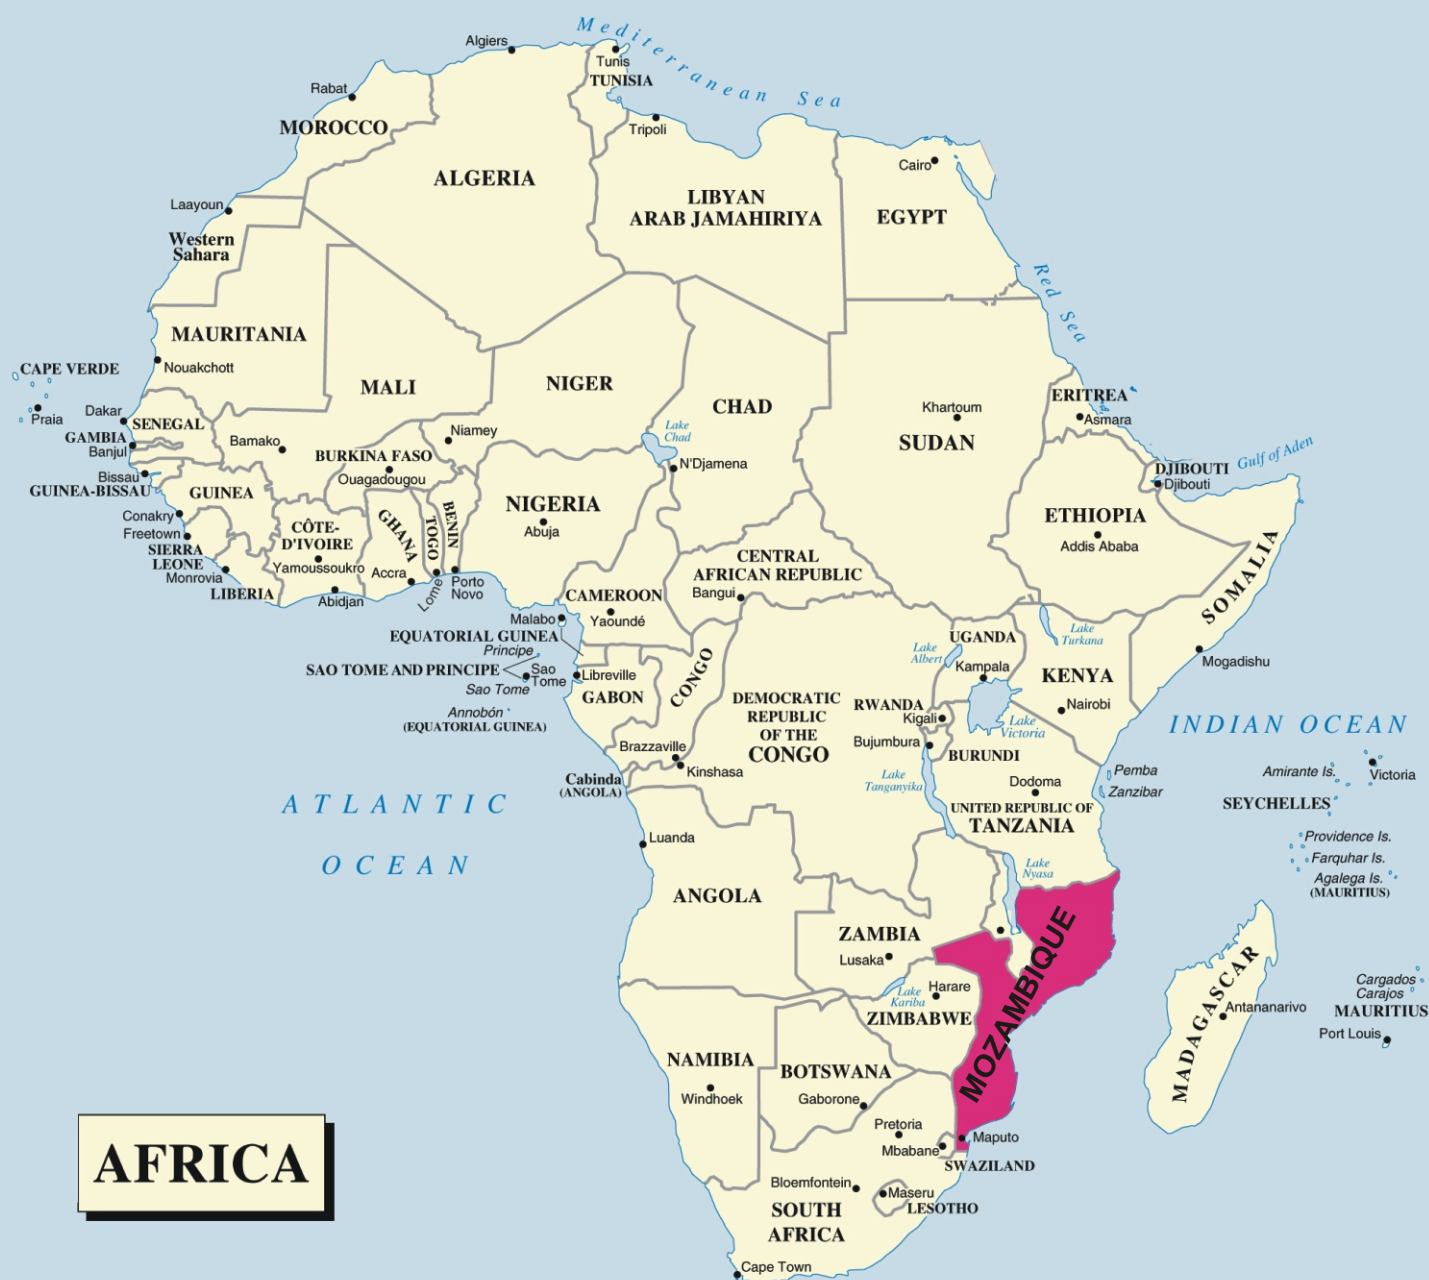 Mediterranean Sea
Algiers
Tunis
TUNISIA
Rabat
MOROCCO
Tripoli
Cairo
ALGERIA
LIBYAN
ARAB JAMAHIRIYA
EGYPT
Laayoun
Western
Sahara
Red Sea
MAURITANIA
Nouakchott
CAPE VERDE
Praia
MALI
NIGER
CHAD
Khartoum
SUDAN
ERITREA
Asmara
Dakar
SENEGAL
GAMBIA
Banjul
Bamako
Niamey
Lake
Chad
N'Djamena
BURKINA FASO
Ouagadougou
Bissau
GUINEA-BISSAU
GUINEA
Gulf of Aden
DJIBOUTI
Djibouti
NIGERIA
Abuja
BENIN
TOGO
GHANA
CÔTE-
D'IVOIRE
Yamoussoukro
Abidjan
Accra
Lome
Porto
Novo
Conakry
Freetown
SIERRA
LEONE
Monrovia
LIBERIA
ETHIOPIA
Addis Ababa
SOMALIA
CENTRAL
AFRICAN REPUBLIC
Bangui
CAMEROON
Yaoundé
Malabo
EQUATORIAL GUINEA
Principe
SAO TOME AND PRINCIPE
Sao
Tome
Sao Tome
Libreville
GABON
CONGO
Annobón
(EQUATORIAL GUINEA)
UGANDA
Lake
Albert
Kampala
Lake
Turkana
KENYA
Nairobi
Mogadishu
DEMOCRATIC
REPUBLIC
OF THE
CONGO
RWANDA
Kigali
Bujumbura
BURUNDI
Lake
Victoria
INDIAN OCEAN
Brazzaville
Kinshasa
Cabinda
(ANGOLA)
Lake
Tanganyika
Dodoma
UNITED REPUBLIC OF
TANZANIA
Pemba
Zanzibar
Amirante Is.
Victoria
SEYCHELLES
Providence Is.
Farquhar Is.
Agalega Is.
(MAURITIUS)
ATLANTIC
OCEAN
Luanda
ANGOLA
Lake
Nyasa
ZAMBIA
Lusaka
MOZAMBIQUE
Lake
Kariba
Harare
ZIMBABWE
MADAGASCAR
Antananarivo
Cargados
Carajos
MAURITIUS
Port Louis
NAMIBIA
Windhoek
BOTSWANA
Gaborone
Pretoria
Maputo
Mbabane
SWAZILAND
Bloemfontein
Maseru
LESOTHO
SOUTH
AFRICA
Cape Town
AFRICA